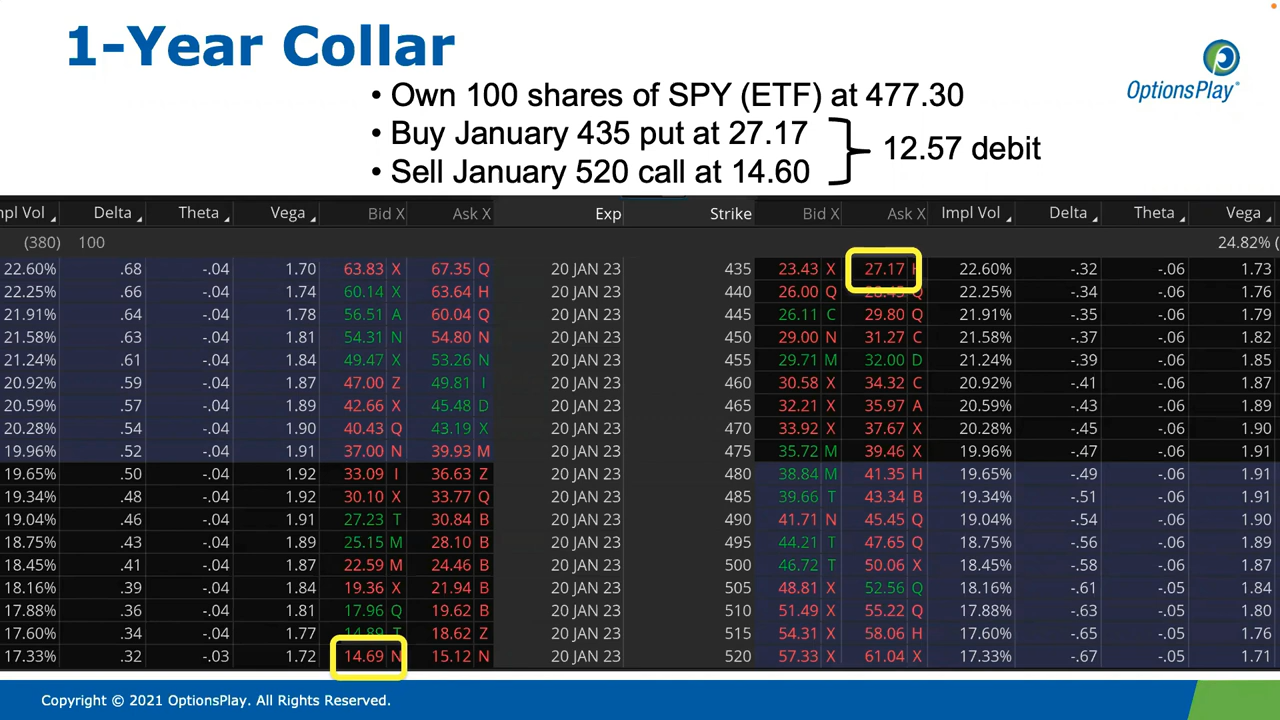 1-Year Collar
• Own 100 shares of SPY (ETF) at 477.30
• Buy January 435 put at 27.17
• Sell January 520 call at 14.60
12.57 debit
OptionsPlay
mpl Vol Delta Theta Vega Bid X Ask X Exp Strike Bid X Ask X Impl Vol Delta Theta Vega
(380) 100 24.82% (
22.60% .68 -.04 1.70 63.83 X 67.35 Q 20 JAN 23 435 23.43 X 27.17 H 22.60% -.32 -.06 1.73
22.25% .66 -.04 1.74 60.14 X 63.64 H 20 JAN 23 440 26.00 Q 28.45 Q 22.25% -.34 -.06 1.76
21.91% .64 -.04 1.78 56.51 A 60.04 Q 20 JAN 23 445 26.11 C 29.80 Q 21.91% -.35 -.06 1.79
21.58% .63 -.04 1.81 54.31 N 54.80 N 20 JAN 23 450 29.00 N 31.27 C 21.58% -.37 -.06 1.82
21.24% .61 -.04 1.84 49.47 X 53.26 N 20 JAN 23 455 29.71 M 32.00 D 21.24% -.39 -.06 1.85
20.92% .59 -.04 1.87 47.00 Z 49.81 I 20 JAN 23 460 30.58 X 34.32 C 20.92% -.41 -.06 1.87
20.59% .57 -.04 1.89 42.66 X 45.48 D 20 JAN 23 465 32.21 X 35.97 A 20.59% -.43 -.06 1.89
20.28% .54 -.04 1.90 40.43 Q 43.19 X 20 JAN 23 470 33.92 X 37.67 X 20.28% -.45 -.06 1.90
19.96% .52 -.04 1.91 37.00 N 39.93 M 20 JAN 23 475 35.72 M 39.46 X 19.96% -.47 -.06 1.91
19.65% .50 -.04 1.92 33.09 I 36.63 Z 20 JAN 23 480 38.84 M 41.35 H 19.65% -.49 -.06 1.91
19.34% .48 -.04 1.92 30.10 X 33.77 Q 20 JAN 23 485 39.66 T 43.34 B 19.34% -.51 -.06 1.91
19.04% .46 -.04 1.91 27.23 T 30.84 B 20 JAN 23 490 41.71 N 45.45 Q 19.04% -.54 -.06 1.90
18.75% .43 -.04 1.89 25.15 M 28.10 B 20 JAN 23 495 44.21 T 47.65 Q 18.75% -.56 -.06 1.89
18.45% .41 -.04 1.87 22.59 M 24.46 B 20 JAN 23 500 46.72 T 50.06 X 18.45% -.58 -.06 1.87
18.16% .39 -.04 1.84 19.36 X 21.94 B 20 JAN 23 505 48.81 X 52.56 Q 18.16% -.61 -.05 1.84
17.88% .36 -.04 1.81 17.96 Q 19.62 B 20 JAN 23 510 51.49 X 55.22 Q 17.88% -.63 -.05 1.80
17.60% .34 -.04 1.77 14.89 T 18.62 Z 20 JAN 23 515 54.31 X 58.06 H 17.60% -.65 -.05 1.76
17.33% .32 -.03 1.72 14.69 N 15.12 N 20 JAN 23 520 57.33 X 61.04 X 17.33% -.67 -.05 1.71
Copyright © 2021 OptionsPlay. All Rights Reserved.